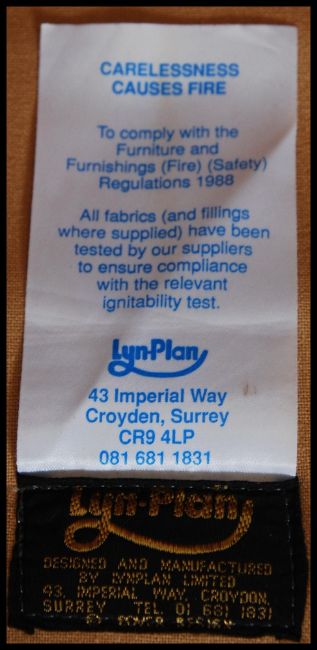 CARELESSNESS
CAUSES FIRE
To comply with the
Furniture and
Furnishings (Fire) (Safety)
Regulations 1988
All fabrics (and fillings
where supplied) have been
tested by our suppliers
to ensure compliance
with the relevant
ignitability test.
Lyn-Plan
43 Imperial Way
Croyden, Surrey
CR9 4LP
081 681 1831
Lyn-Plan
DESIGNED AND MANUFACTURED
BY LYNPLAN LIMITED
43, IMPERIAL WAY, CROYDON,
SURREY TEL. 01 681 1831